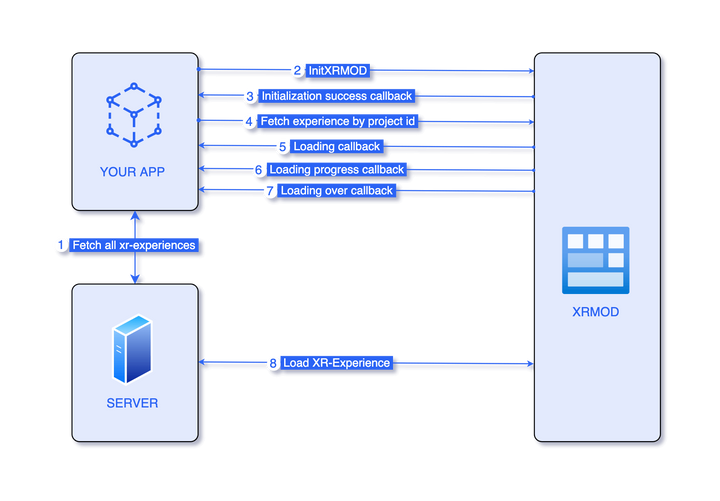 2 InitXRMOD
3 Initialization success callback
4 Fetch experience by project id
5 Loading callback
6 Loading progress callback
7 Loading over callback
YOUR APP
1 Fetch all xr-experiences
XRMOD
8 Load XR-Experience
SERVER